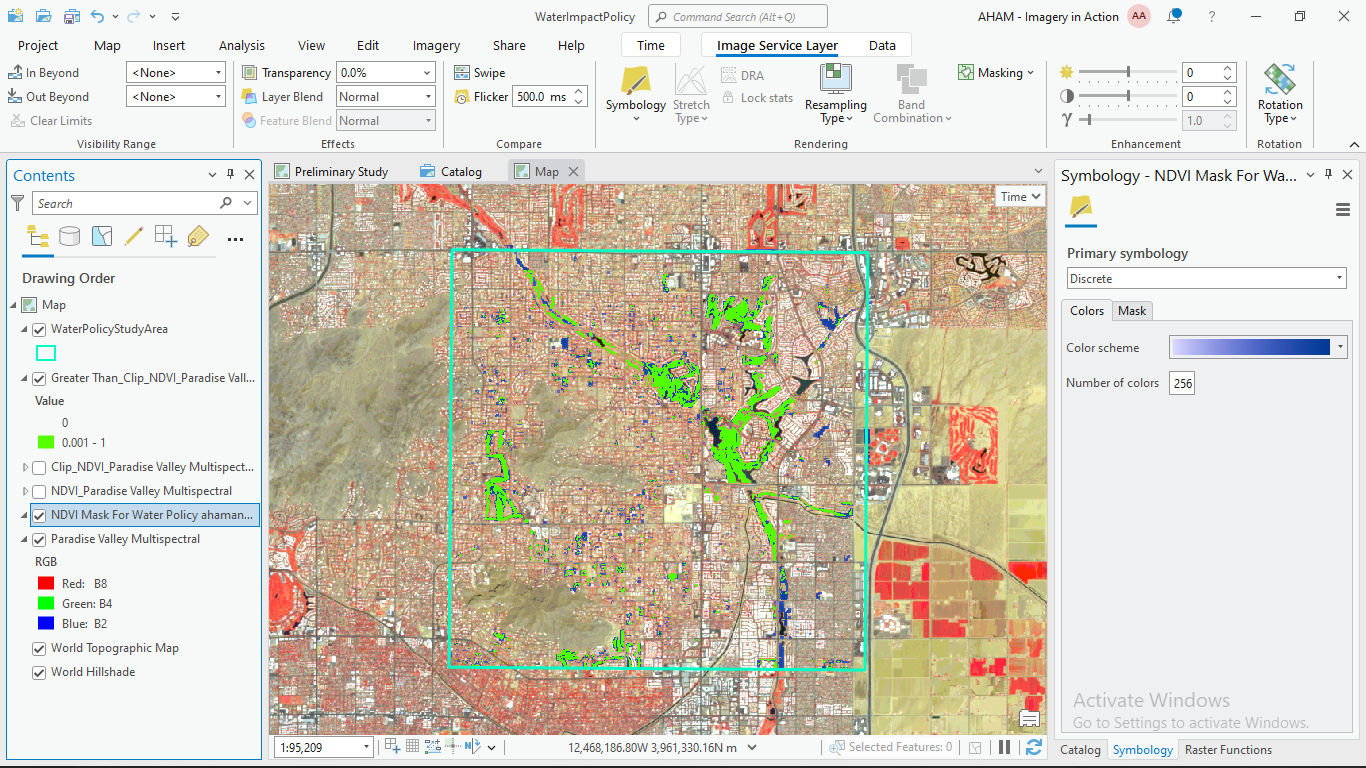 WaterImpactPolicy
Command Search (Alt+Q)
AHAM - Imagery in Action
AA
?
Project
Map
Insert
Analysis
View
Edit
Imagery
Share
Help
Time
Image Service Layer
Data
In Beyond
<None>
Out Beyond
<None>
Clear Limits
Visibility Range
Transparency
0.0%
Layer Blend
Normal
Feature Blend
Normal
Effects
Swipe
Flicker
500.0 ms
Compare
Symbology
Stretch
Type
DRA
Lock stats
Resampling
Type
Band
Combination
Masking
Rendering
0
0
γ
1.0
Enhancement
Rotation
Type
Rotation
Contents
Search
Drawing Order
Map
WaterPolicyStudyArea
Greater Than_Clip_NDVI_Paradise Vall...
Value
0
0.001 - 1
Clip_NDVI_Paradise Valley Multispect...
NDVI_Paradise Valley Multispectral
NDVI Mask For Water Policy ahaman...
Paradise Valley Multispectral
RGB
Red: B8
Green: B4
Blue: B2
World Topographic Map
World Hillshade
Preliminary Study
Catalog
Map
Time
1:95,209
12,468,186.80W 3,961,330.16N m
Selected Features: 0
Symbology - NDVI Mask For Wa...
Primary symbology
Discrete
Colors
Mask
Color scheme
Number of colors
256
Activate Windows
Go to Settings to activate Windows.
Catalog
Symbology
Raster Functions